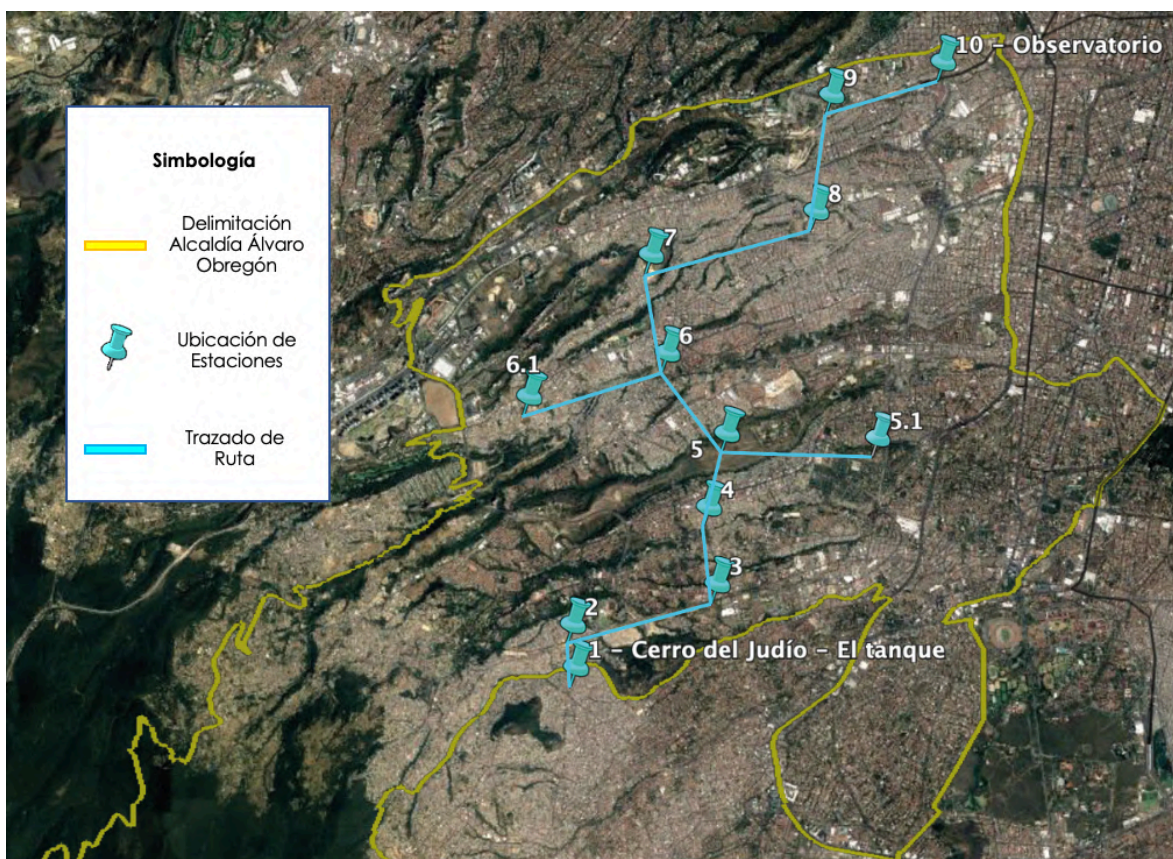 Simbología
Delimitación
Alcaldía Álvaro
Obregón
Ubicación de
Estaciones
Trazado de
Ruta
10 – Observatorio
9
8
7
6
6.1
5.1
5
4
3
2
1 – Cerro del Judío – El tanque